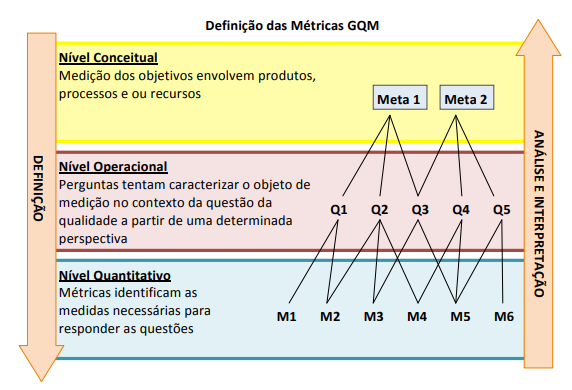 Definição das Métricas GQM
Nível Conceitual
Medição dos objetivos envolvem produtos,
processos e ou recursos
Meta 1
Meta 2
Nível Operacional
Perguntas tentam caracterizar o objeto de
medição no contexto da questão da
qualidade a partir de uma determinada
perspectiva
Q1 Q2 Q3 Q4 Q5
Nível Quantitativo
Métricas identificam as
medidas necessárias para
responder as questões
M1 M2 M3 M4 M5 M6
DEFINIÇÃO
ANÁLISE E INTERPRETAÇÃO